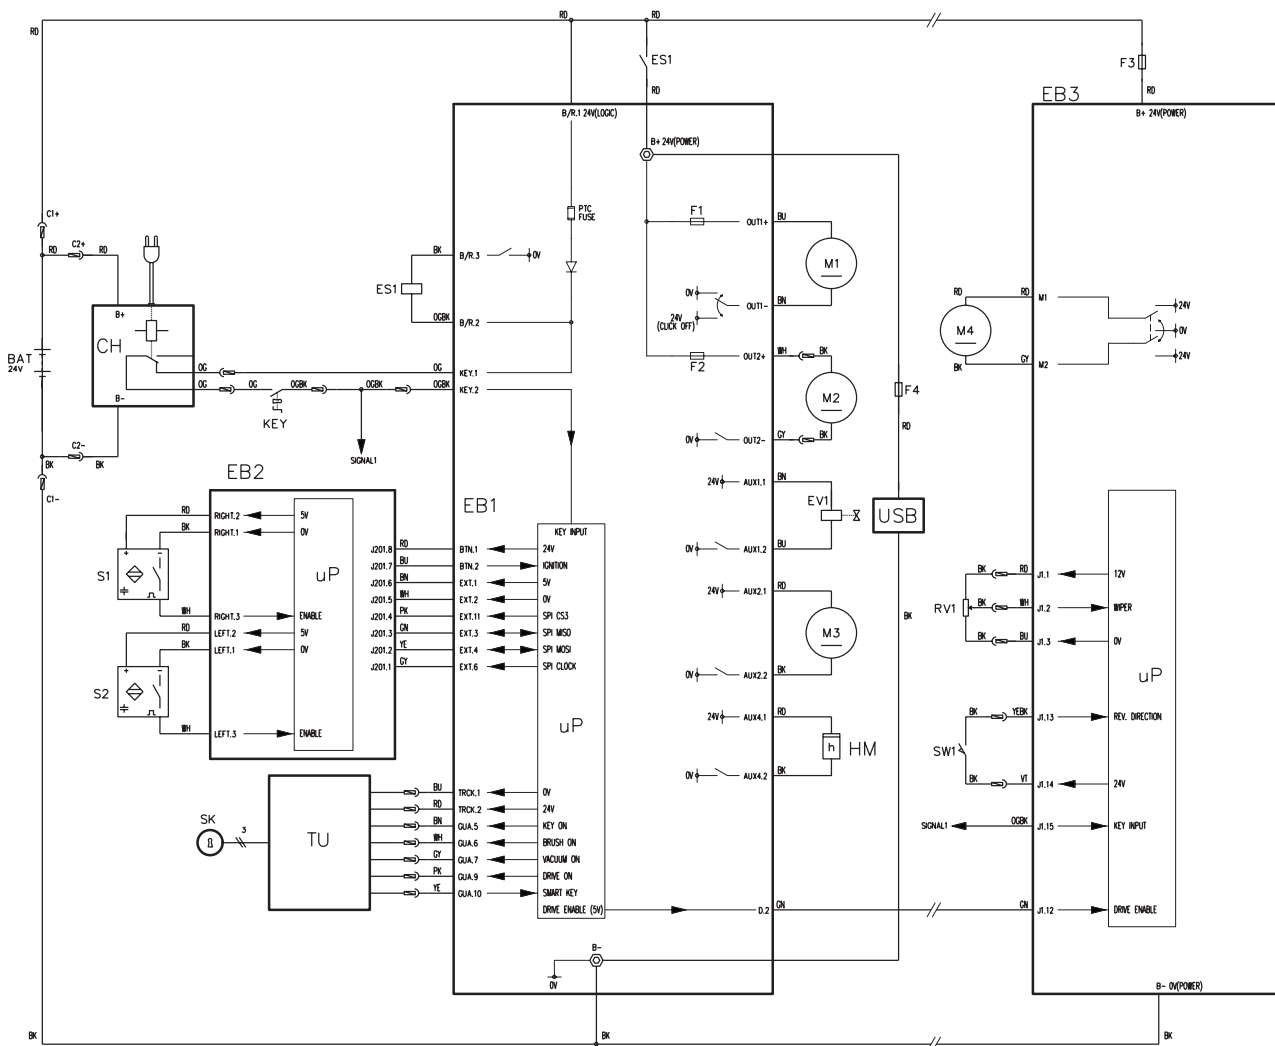 RD
RD
RD
RD
ES1
F3
RD
RD
EB3
B/R.1 24V(LOGIC)
B+ 24V(POWER)
B+ 24V(POWER)
PTC
FUSE
F1
OUT1+
BU
C1+
C2+
RD
RD
BK
B/R.3
0V
M1
ES1
0V
OUT1-
BN
24V
(CLICK OFF)
RD
RD
M1
24V
B+
OGBK
B/R.2
M4
0V
CH
WH
BK
OUT2+
24V
BAT
24V
OG
OG
KEY.1
F2
BK
GY
M2
OG
OG
OGBK
OGBK
OGBK
KEY.2
F4
B-
M2
KEY
RD
C2-
0V
OUT2-
GY
BK
BK
BK
SIGNAL1
EB2
C1-
24V
AUX1.1
BN
EV1
EB1
USB
RD
RIGHT.2
5V
BK
RIGHT.1
0V
KEY INPUT
0V
AUX1.2
BU
J201.8
RD
BTN.1
24V
J201.7
BU
BTN.2
IGNITION
S1
uP
J201.6
BN
EXT.1
5V
BK
RD
J1.1
12V
J201.5
WH
EXT.2
0V
24V
AUX2.1
RD
RV1
BK
WH
J1.2
WIPER
WH
RIGHT.3
ENABLE
J201.4
PK
EXT.11
SPI CS3
BK
RD
LEFT.2
5V
J201.3
GN
EXT.3
SPI MISO
M3
BK
BU
J1.3
0V
BK
LEFT.1
0V
J201.2
YE
EXT.4
SPI MOSI
J201.1
GY
EXT.6
SPI CLOCK
0V
AUX2.2
BK
uP
S2
24V
AUX4.1
RD
BK
YEBK
J1.13
REV. DIRECTION
WH
LEFT.3
ENABLE
uP
h
HM
SW1
0V
AUX4.2
BK
BK
VT
J1.14
24V
BU
TRCK.1
0V
RD
TRCK.2
24V
SK
3
TU
BN
GUA.5
KEY ON
SIGNAL1
OGBK
J1.15
KEY INPUT
WH
GUA.6
BRUSH ON
GY
GUA.7
VACUUM ON
PK
GUA.9
DRIVE ON
YE
GUA.10
SMART KEY
DRIVE ENABLE (5V)
D.2
GN
GN
J1.12
DRIVE ENABLE
B-
0V
B- 0V(POWER)
BK
BK
BK